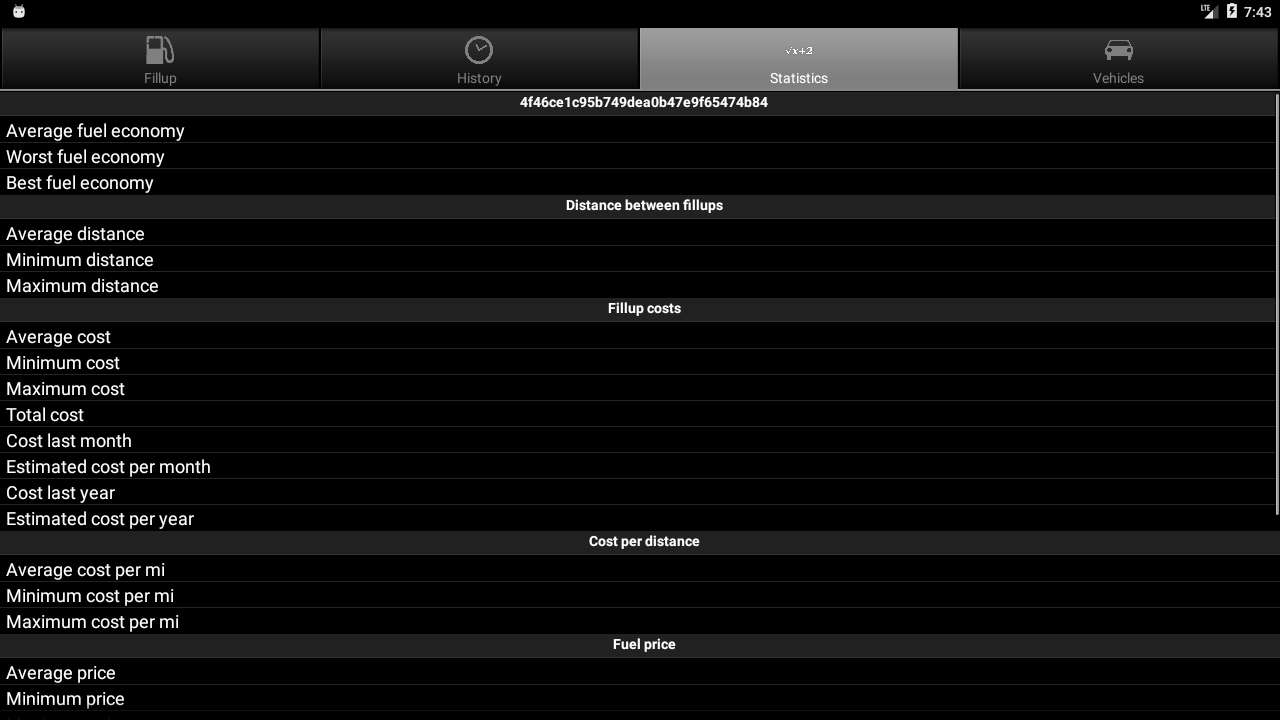 LTE 7:43
Fillup
History
√x+2
Statistics
Vehicles
4f46ce1c95b749dea0b47e9f65474b84
Average fuel economy
Worst fuel economy
Best fuel economy
Distance between fillups
Average distance
Minimum distance
Maximum distance
Fillup costs
Average cost
Minimum cost
Maximum cost
Total cost
Cost last month
Estimated cost per month
Cost last year
Estimated cost per year
Cost per distance
Average cost per mi
Minimum cost per mi
Maximum cost per mi
Fuel price
Average price
Minimum price